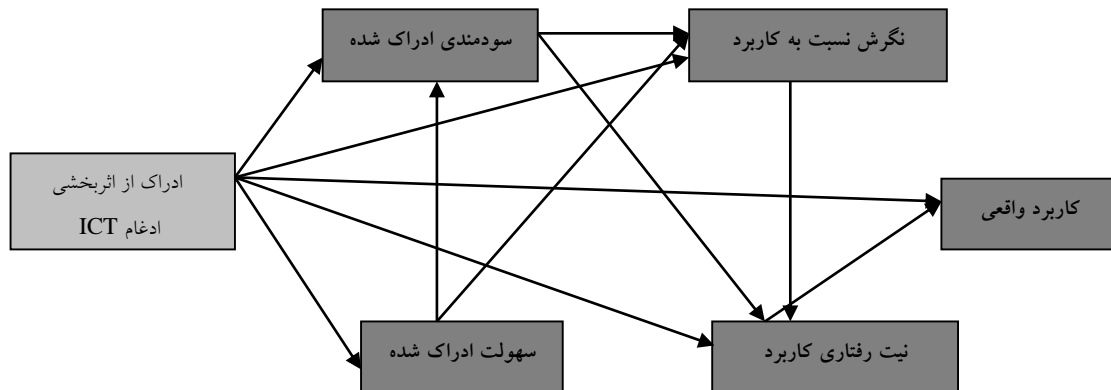 سودمندی ادراک شده
نگرش نسبت به کاربرد
ادراک از اثربخشی
ادغام ICT
کاربرد واقعی
سهولت ادراک شده
نیت رفتاری کاربرد